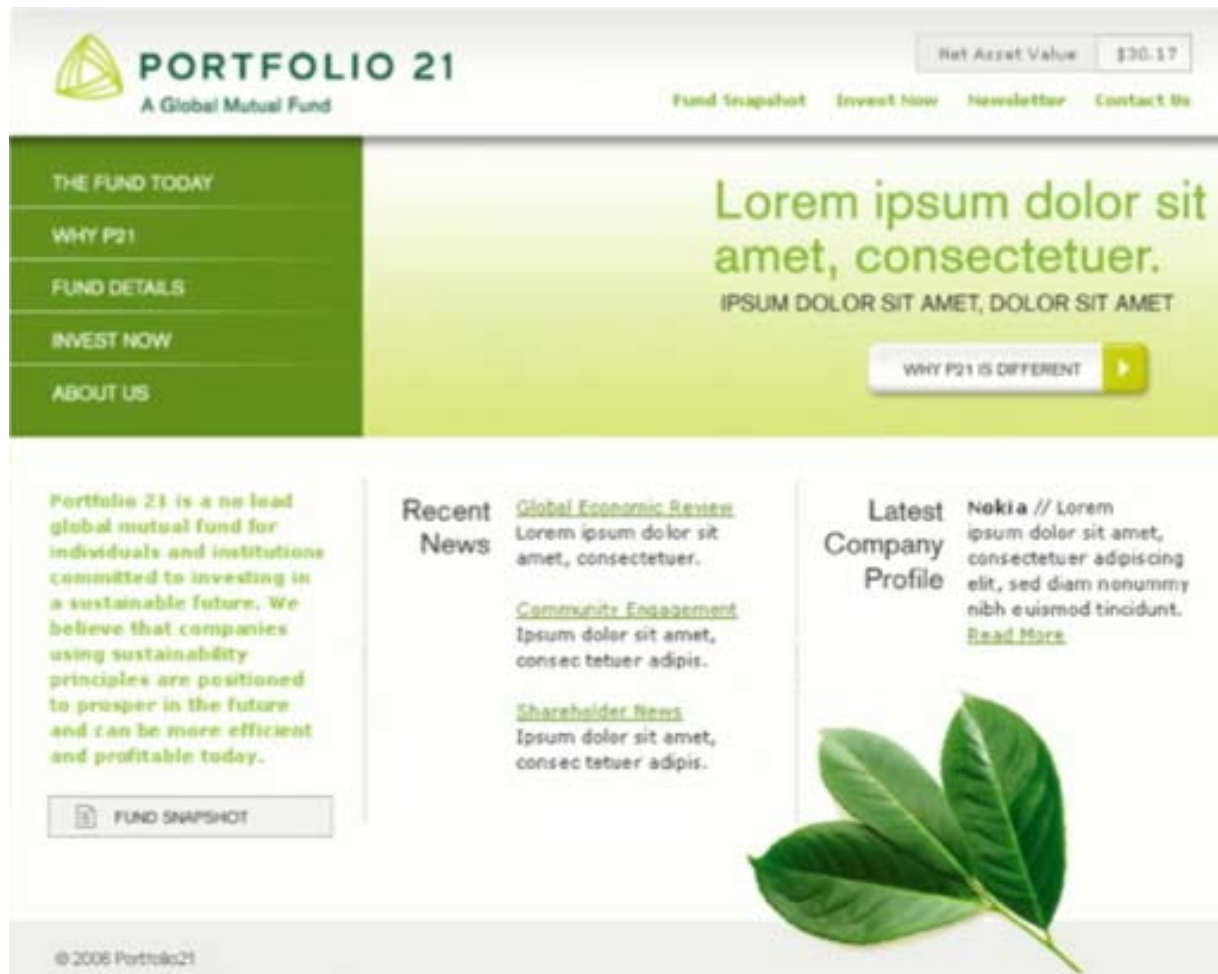 PORTFOLIO 21
A Global Mutual Fund
Net Asset Value $30.17
Fund Snapshot Invest Now Newsletter Contact Us
THE FUND TODAY
WHY P21
FUND DETAILS
INVEST NOW
ABOUT US
Lorem ipsum dolor sit
amet, consectetuer.
IPSUM DOLOR SIT AMET, DOLOR SIT AMET
WHY P21 IS DIFFERENT
Portfolio 21 is a no load
global mutual fund for
individuals and institutions
committed to investing in
a sustainable future. We
believe that companies
using sustainability
principles are positioned
to prosper in the future
and can be more efficient
and profitable today.
FUND SNAPSHOT
Recent
News
Global Economic Review
Lorem ipsum dolor sit
amet, consectetuer.
Community Engagement
Ipsum dolor sit amet,
consec tetuer adipis.
Shareholder News
Ipsum dolor sit amet,
consec tetuer adipis.
Latest
Company
Profile
Nokia // Lorem
ipsum dolor sit amet,
consectetuer adipiscing
elit, sed diam nonummy
nibh euismod tincidunt.
Read More
© 2006 Portfolio21